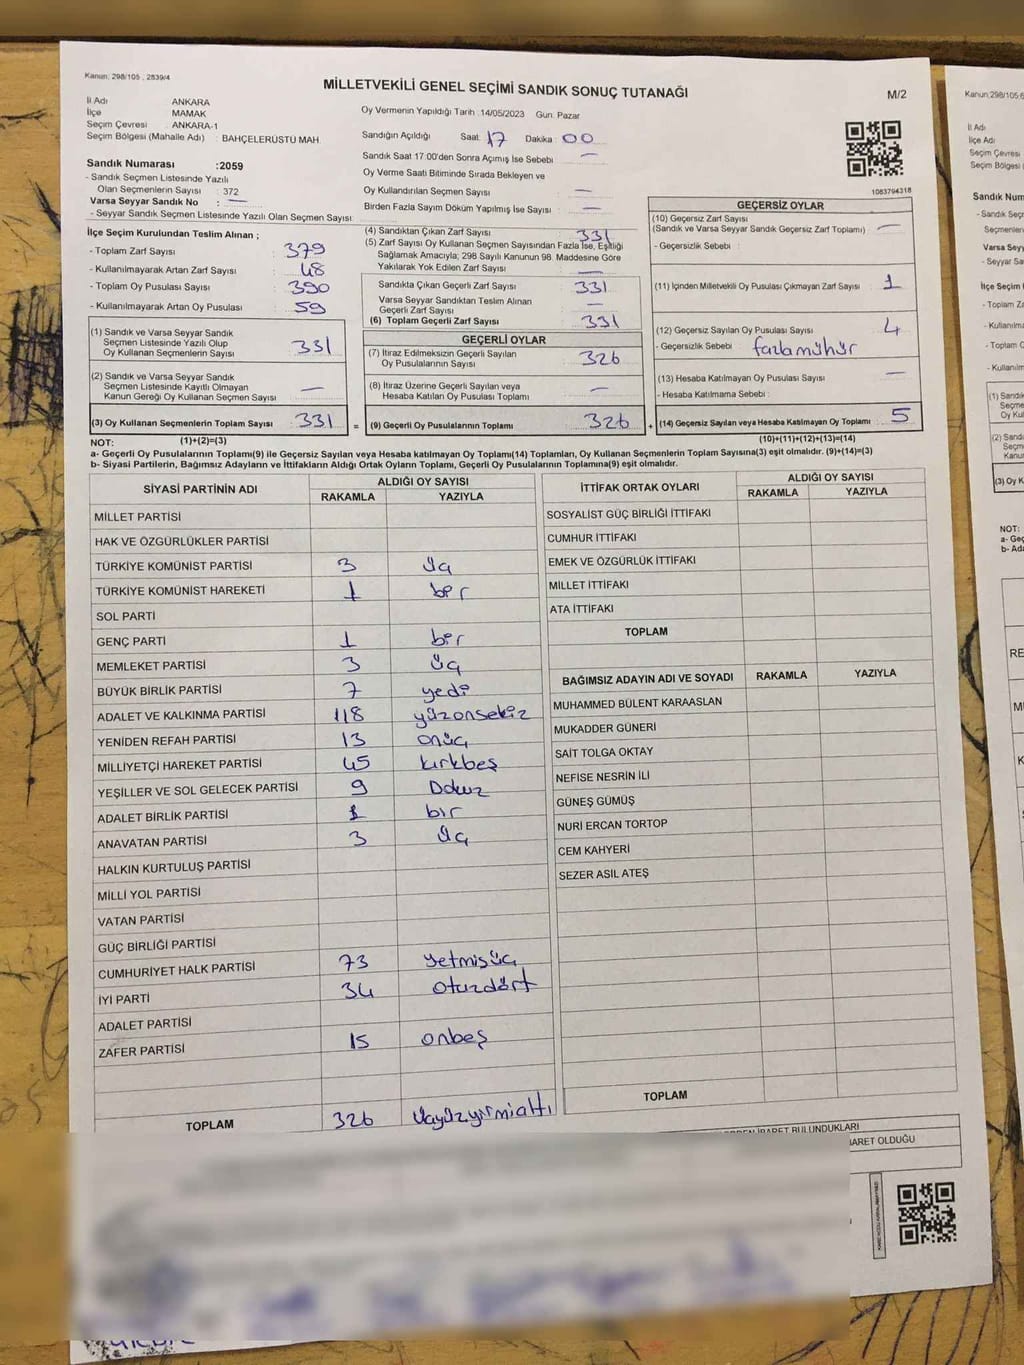 Kanun; 298/105 , 2839/4
MİLLETVEKİLİ GENEL SEÇİMİ SANDIK SONUÇ TUTANAĞI
M/2
İl Adı ANKARA
İlçe MAMAK
Seçim Çevresi ANKARA-1
Seçim Bölgesi (Mahalle Adı) : BAHÇELERÜSTÜ MAH
Oy Vermenin Yapıldığı Tarih : 14/05/2023 Gün: Pazar
Sandığın Açıldığı Saat: 17 Dakika : 00
Sandık Saat 17:00'den Sonra Açımış İse Sebebi : —
Oy Verme Saati Bitiminde Sırada Bekleyen ve
Oy Kullandırılan Seçmen Sayısı : —
Birden Fazla Sayım Döküm Yapılmış İse Sayısı : —
1083794318
Sandık Numarası :2059
- Sandık Seçmen Listesinde Yazılı
Olan Seçmenlerin Sayısı : 372
Varsa Seyyar Sandık No : —
- Seyyar Sandık Seçmen Listesinde Yazılı Olan Seçmen Sayısı:
İlçe Seçim Kurulundan Teslim Alınan ;
- Toplam Zarf Sayısı : 379
- Kullanılmayarak Artan Zarf Sayısı : 48
- Toplam Oy Pusulası Sayısı : 390
- Kullanılmayarak Artan Oy Pusulası : 59
(1) Sandık ve Varsa Seyyar Sandık
Seçmen Listesinde Yazılı Olup
Oy Kullanan Seçmenlerin Sayısı : 331
(2) Sandık ve Varsa Seyyar Sandık
Seçmen Listesinde Kayıtlı Olmayan
Kanun Gereği Oy Kullanan Seçmen Sayısı : —
(3) Oy Kullanan Seçmenlerin Toplam Sayısı : 331
(4) Sandıktan Çıkan Zarf Sayısı : 331
(5) Zarf Sayısı Oy Kullanan Seçmen Sayısından Fazla İse, Eşitliği
Sağlamak Amacıyla; 298 Sayılı Kanunun 98. Maddesine Göre
Yakılarak Yok Edilen Zarf Sayısı : —
Sandıkta Çıkan Geçerli Zarf Sayısı : 331
Varsa Seyyar Sandıktan Teslim Alınan
Geçerli Zarf Sayısı : —
(6) Toplam Geçerli Zarf Sayısı : 331
GEÇERLİ OYLAR
(7) İtiraz Edilmeksizin Geçerli Sayılan
Oy Pusulalarının Sayısı : 326
(8) İtiraz Üzerine Geçerli Sayılan veya
Hesaba Katılan Oy Pusulası Toplamı : —
= (9) Geçerli Oy Pusulalarının Toplamı : 326
GEÇERSİZ OYLAR
(10) Geçersiz Zarf Sayısı
(Sandık ve Varsa Seyyar Sandık Geçersiz Zarf Toplamı) : —
- Geçersizlik Sebebi :
(11) İçinden Milletvekili Oy Pusulası Çıkmayan Zarf Sayısı : 1
(12) Geçersiz Sayılan Oy Pusulası Sayısı : 4
- Geçersizlik Sebebi : fazlamühür
(13) Hesaba Katılmayan Oy Pusulası Sayısı : —
- Hesaba Katılmama Sebebi :
+ (14) Geçersiz Sayılan veya Hesaba Katılmayan Oy Toplamı : 5
NOT: (1)+(2)=(3) (10)+(11)+(12)+(13)=(14)
a- Geçerli Oy Pusulalarının Toplamı(9) ile Geçersiz Sayılan veya Hesaba katılmayan Oy Toplamı(14) Toplamları, Oy Kullanan Seçmenlerin Toplam Sayısına(3) eşit olmalıdır. (9)+(14)=(3)
b- Siyasi Partilerin, Bağımsız Adayların ve İttifakların Aldığı Ortak Oyların Toplamı, Geçerli Oy Pusulalarının Toplamına(9) eşit olmalıdır.
SİYASİ PARTİNİN ADI ALDIĞI OY SAYISI
RAKAMLA YAZIYLA
MİLLET PARTİSİ
HAK VE ÖZGÜRLÜKLER PARTİSİ
TÜRKİYE KOMÜNİST PARTİSİ 3 üç
TÜRKİYE KOMÜNİST HAREKETİ 1 bir
SOL PARTİ
GENÇ PARTİ 1 bir
MEMLEKET PARTİSİ 3 üç
BÜYÜK BİRLİK PARTİSİ 7 yedi
ADALET VE KALKINMA PARTİSİ 118 yüzonsekiz
YENİDEN REFAH PARTİSİ 13 onüç
MİLLİYETÇİ HAREKET PARTİSİ 45 kırkbeş
YEŞİLLER VE SOL GELECEK PARTİSİ 9 Dokuz
ADALET BİRLİK PARTİSİ 1 bir
ANAVATAN PARTİSİ 3 üç
HALKIN KURTULUŞ PARTİSİ
MİLLİ YOL PARTİSİ
VATAN PARTİSİ
GÜÇ BİRLİĞİ PARTİSİ
CUMHURİYET HALK PARTİSİ 73 yetmişüç
İYİ PARTİ 34 otuzdört
ADALET PARTİSİ
ZAFER PARTİSİ 15 onbeş
TOPLAM 326 üçyüzyirmialtı
İTTİFAK ORTAK OYLARI ALDIĞI OY SAYISI
RAKAMLA YAZIYLA
SOSYALİST GÜÇ BİRLİĞİ İTTİFAKI
CUMHUR İTTİFAKI
EMEK VE ÖZGÜRLÜK İTTİFAKI
MİLLET İTTİFAKI
ATA İTTİFAKI
TOPLAM
BAĞIMSIZ ADAYIN ADI VE SOYADI RAKAMLA YAZIYLA
MUHAMMED BÜLENT KARAASLAN
MUKADDER GÜNERİ
SAİT TOLGA OKTAY
NEFİSE NESRİN İLİ
GÜNEŞ GÜMÜŞ
NURİ ERCAN TORTOP
CEM KAHYERİ
SEZER ASIL ATEŞ
TOPLAM
İBARET BULUNDUKLARI
OLDUĞU
Kanun;298/105;6
İl Adı
İlçe Adı
Seçim Çevresi
Seçim Bölgesi
Sandık Num